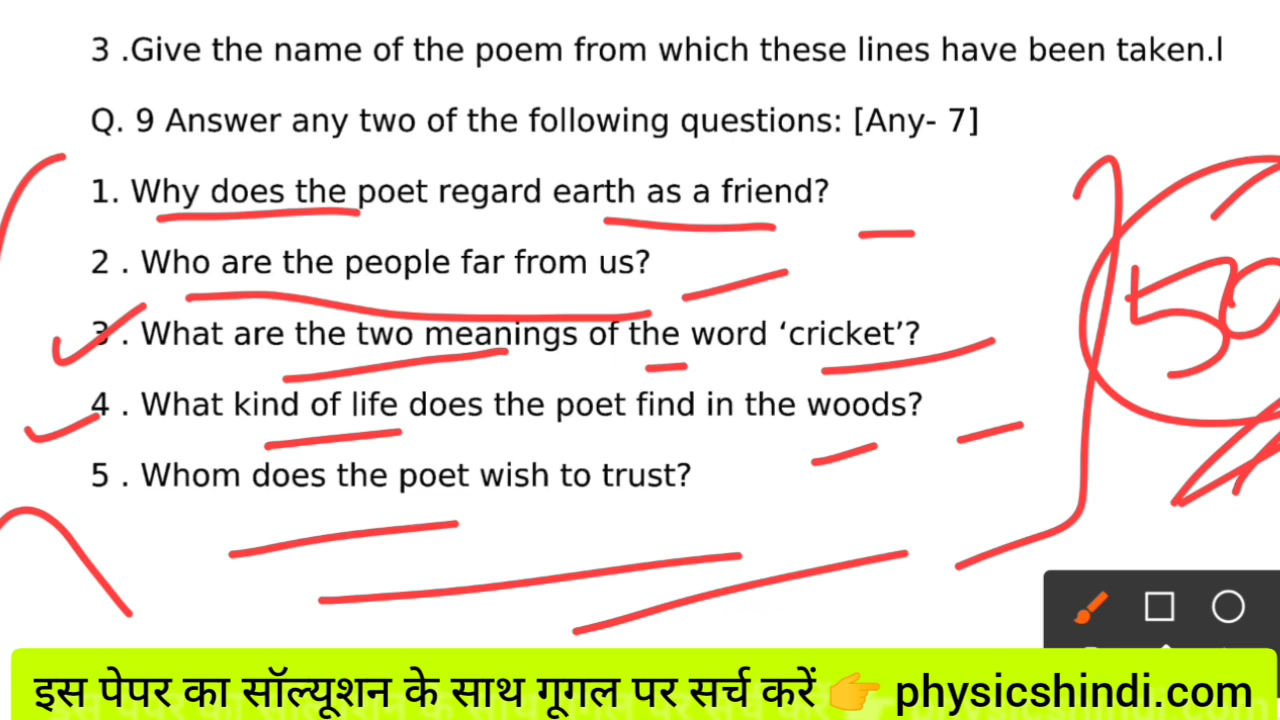 3 .Give the name of the poem from which these lines have been taken.l
Q. 9 Answer any two of the following questions: [Any- 7]
1. Why does the poet regard earth as a friend?
2 . Who are the people far from us?
3 . What are the two meanings of the word ‘cricket’?
4 . What kind of life does the poet find in the woods?
5 . Whom does the poet wish to trust?
50
इस पेपर का सॉल्यूशन के साथ गूगल पर सर्च करें 👉 physicshindi.com